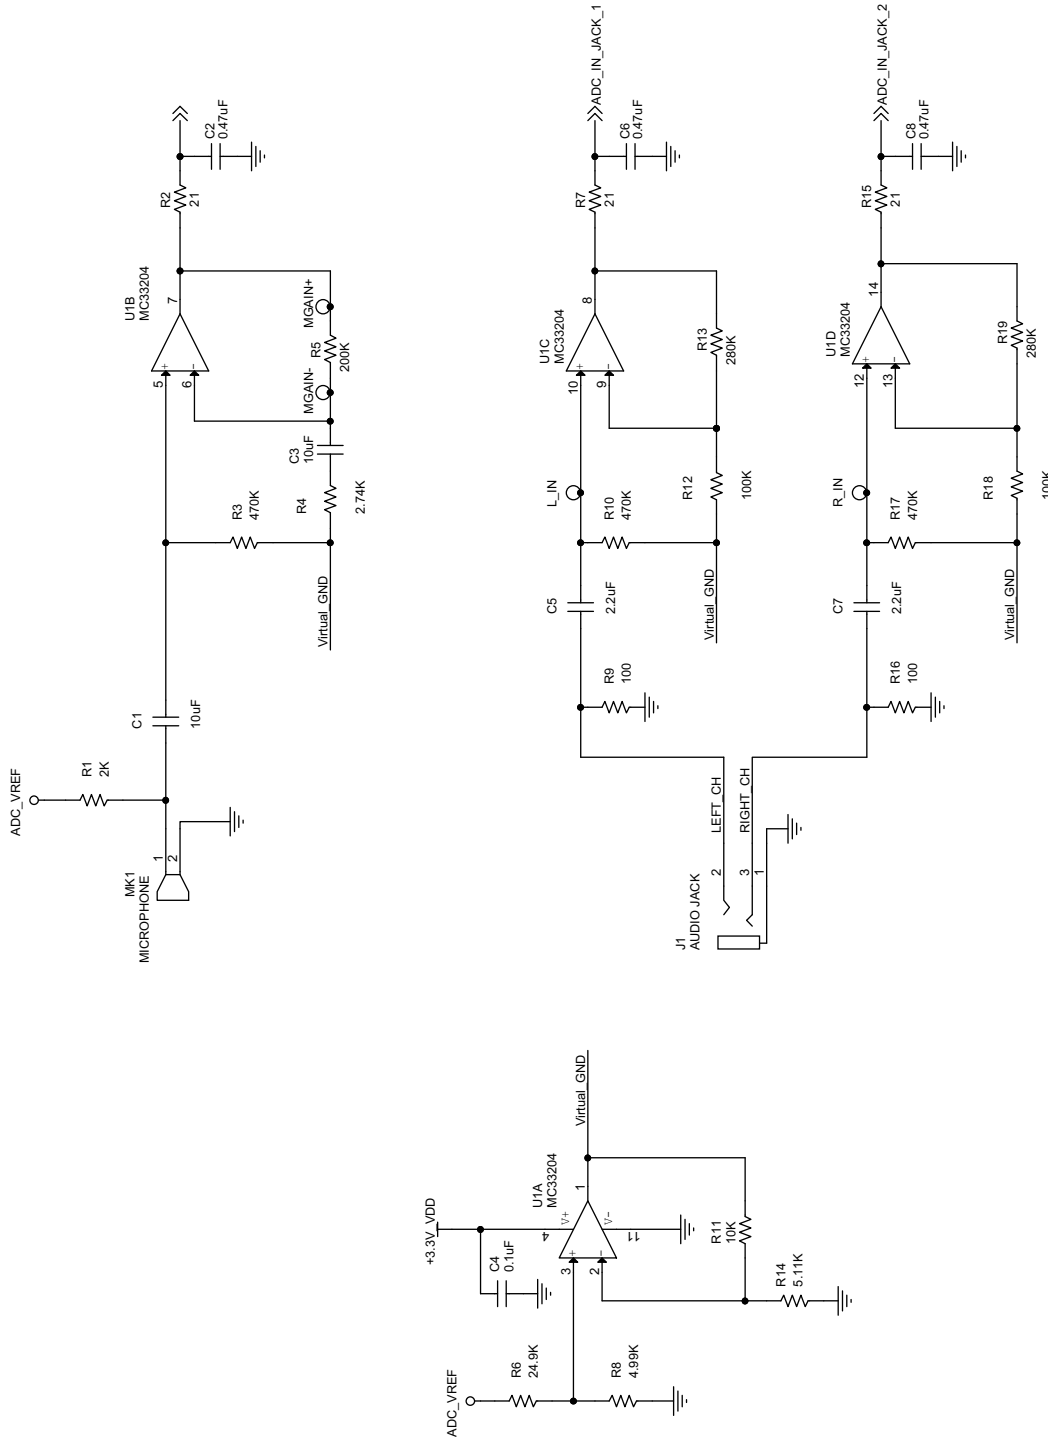 ADC_VREF
R1
2K
MK1
MICROPHONE
1
2
C1
10uF
R3
470K
Virtual_GND
R4
2.74K
C3
10uF
MGAIN-
R5
200K
MGAIN+
5
6
+
-
U1B
MC33204
7
R2
21
C2
0.47uF
J1
AUDIO JACK
2
3
1
LEFT_CH
RIGHT_CH
R9
100
C5
2.2uF
Virtual_GND
R10
470K
L_IN
R12
100K
10
9
+
-
U1C
MC33204
8
R13
280K
R7
21
C6
0.47uF
ADC_IN_JACK_1
R16
100
C7
2.2uF
Virtual_GND
R17
470K
R_IN
R18
100K
12
13
+
-
U1D
MC33204
14
R19
280K
R15
21
C8
0.47uF
ADC_IN_JACK_2
ADC_VREF
R6
24.9K
R8
4.99K
+3.3V_VDD
C4
0.1uF
3
2
+
-
4
V+
11
V-
U1A
MC33204
1
Virtual_GND
R11
10K
R14
5.11K